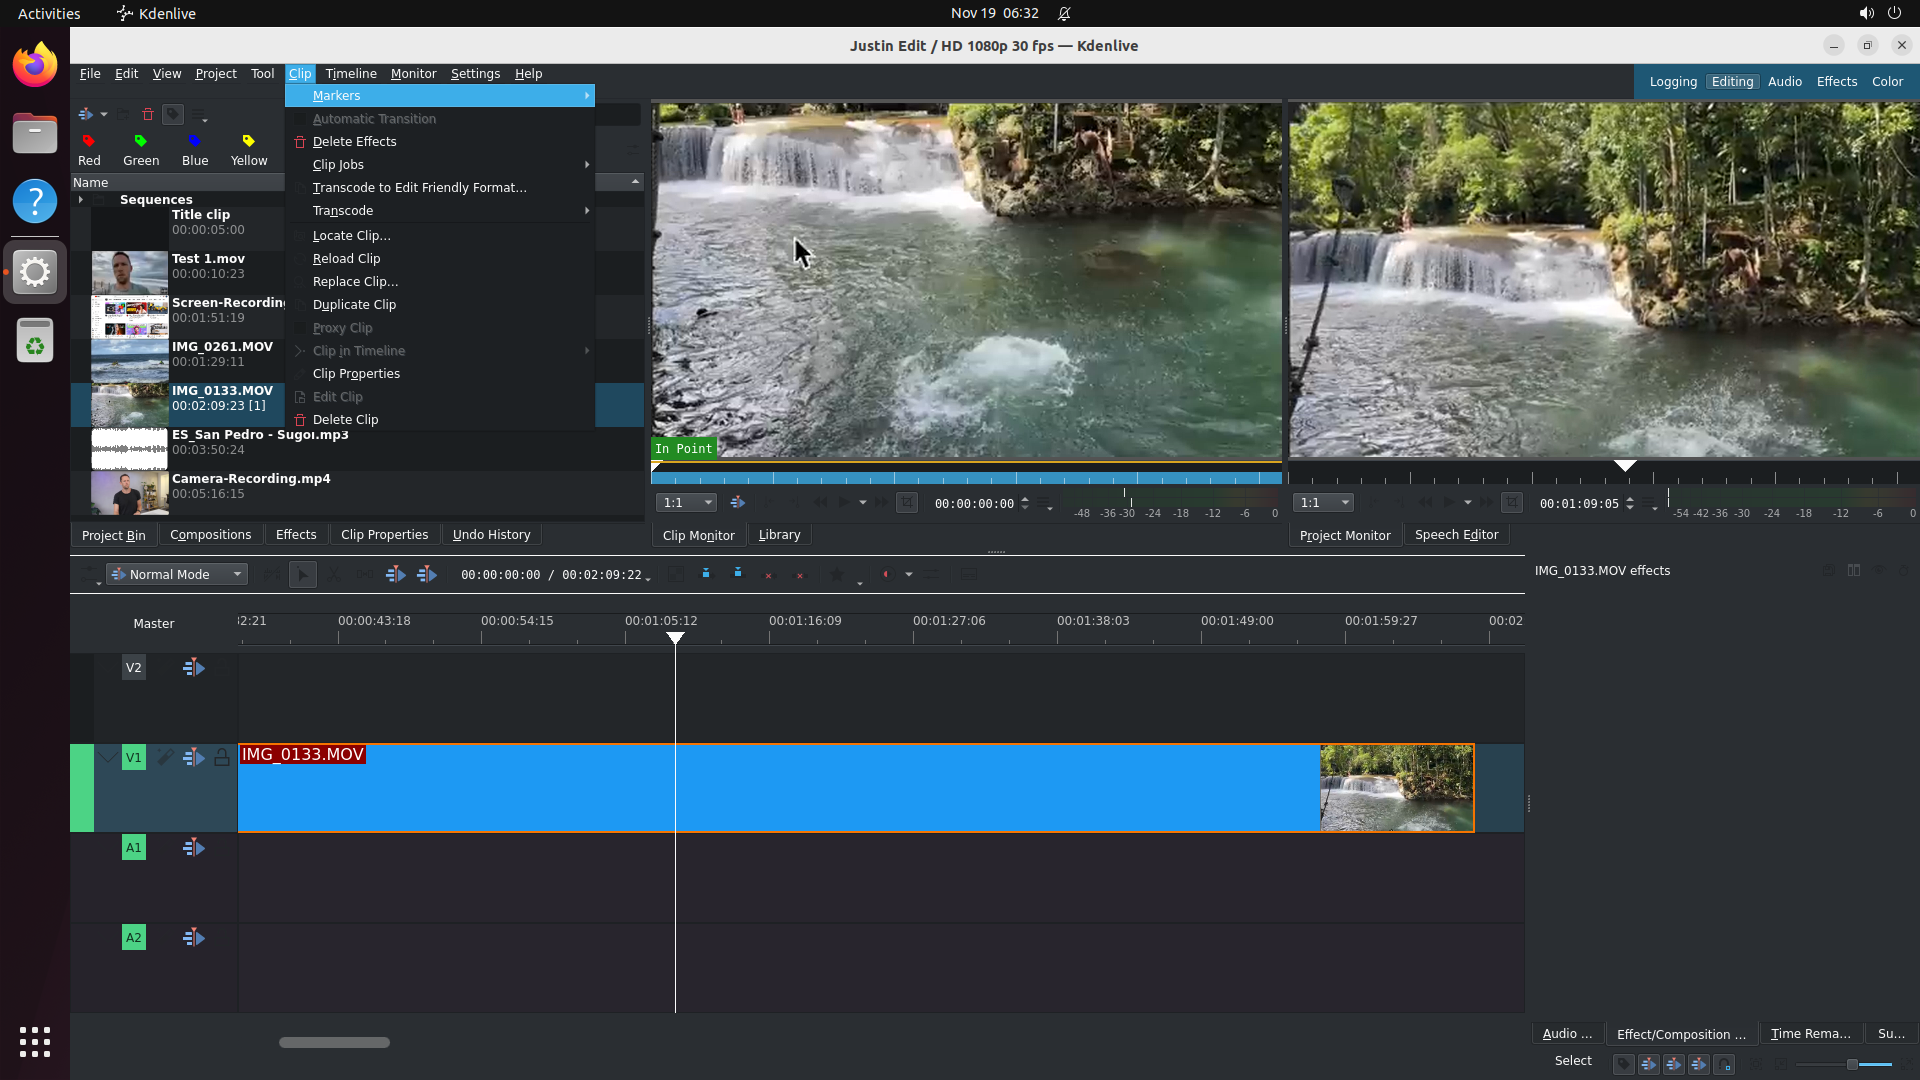 Activities
Kdenlive
Nov 19 06:32
Justin Edit / HD 1080p 30 fps — Kdenlive
File Edit View Project Tool Clip Timeline Monitor Settings Help
Logging Editing Audio Effects Color
Markers
Automatic Transition
Delete Effects
Clip Jobs
Transcode to Edit Friendly Format...
Transcode
Locate Clip...
Reload Clip
Replace Clip...
Duplicate Clip
Proxy Clip
Clip in Timeline
Clip Properties
Edit Clip
Delete Clip
Red Green Blue Yellow
Name
Sequences
Title clip
00:00:05:00
Test 1.mov
00:00:10:23
Screen-Recording
00:01:51:19
IMG_0261.MOV
00:01:29:11
IMG_0133.MOV
00:02:09:23 [1]
ES_San Pedro - Sugoi.mp3
00:03:50:24
Camera-Recording.mp4
00:05:16:15
Project Bin Compositions Effects Clip Properties Undo History
In Point
1:1
00:00:00:00
-48 -36 -30 -24 -18 -12 -6 0
Clip Monitor Library
1:1
00:01:09:05
-54 -42 -36 -30 -24 -18 -12 -6 0
Project Monitor Speech Editor
Normal Mode
00:00:00:00 / 00:02:09:22
IMG_0133.MOV effects
Master
32:21 00:00:43:18 00:00:54:15 00:01:05:12 00:01:16:09 00:01:27:06 00:01:38:03 00:01:49:00 00:01:59:27 00:02
V2
V1
IMG_0133.MOV
A1
A2
Audio ... Effect/Composition ... Time Rema... Su...
Select